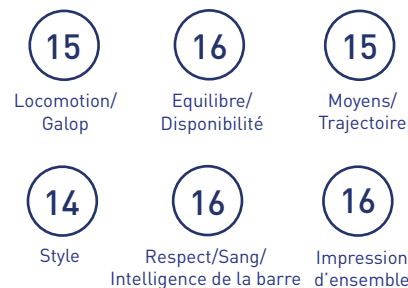 15 16 15
Locomotion/ Equilibre/ Moyens/
Galop Disponibilité Trajectoire
14 16 16
Style Respect/Sang/ Impression
Intelligence de la barre d'ensemble